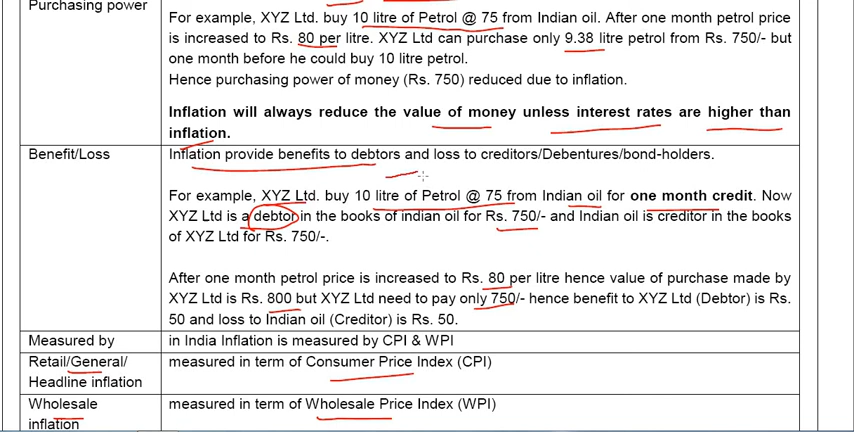 Purchasing power
For example, XYZ Ltd. buy 10 litre of Petrol @ 75 from Indian oil. After one month petrol price
is increased to Rs. 80 per litre. XYZ Ltd can purchase only 9.38 litre petrol from Rs. 750/- but
one month before he could buy 10 litre petrol.
Hence purchasing power of money (Rs. 750) reduced due to inflation.
Inflation will always reduce the value of money unless interest rates are higher than
inflation.
Benefit/Loss
Inflation provide benefits to debtors and loss to creditors/Debentures/bond-holders.
For example, XYZ Ltd. buy 10 litre of Petrol @ 75 from Indian oil for one month credit. Now
XYZ Ltd is a debtor in the books of indian oil for Rs. 750/- and Indian oil is creditor in the books
of XYZ Ltd for Rs. 750/-.
After one month petrol price is increased to Rs. 80 per litre hence value of purchase made by
XYZ Ltd is Rs. 800 but XYZ Ltd need to pay only 750/- hence benefit to XYZ Ltd (Debtor) is Rs.
50 and loss to Indian oil (Creditor) is Rs. 50.
Measured by
in India Inflation is measured by CPI & WPI
Retail/General/
Headline inflation
measured in term of Consumer Price Index (CPI)
Wholesale
inflation
measured in term of Wholesale Price Index (WPI)